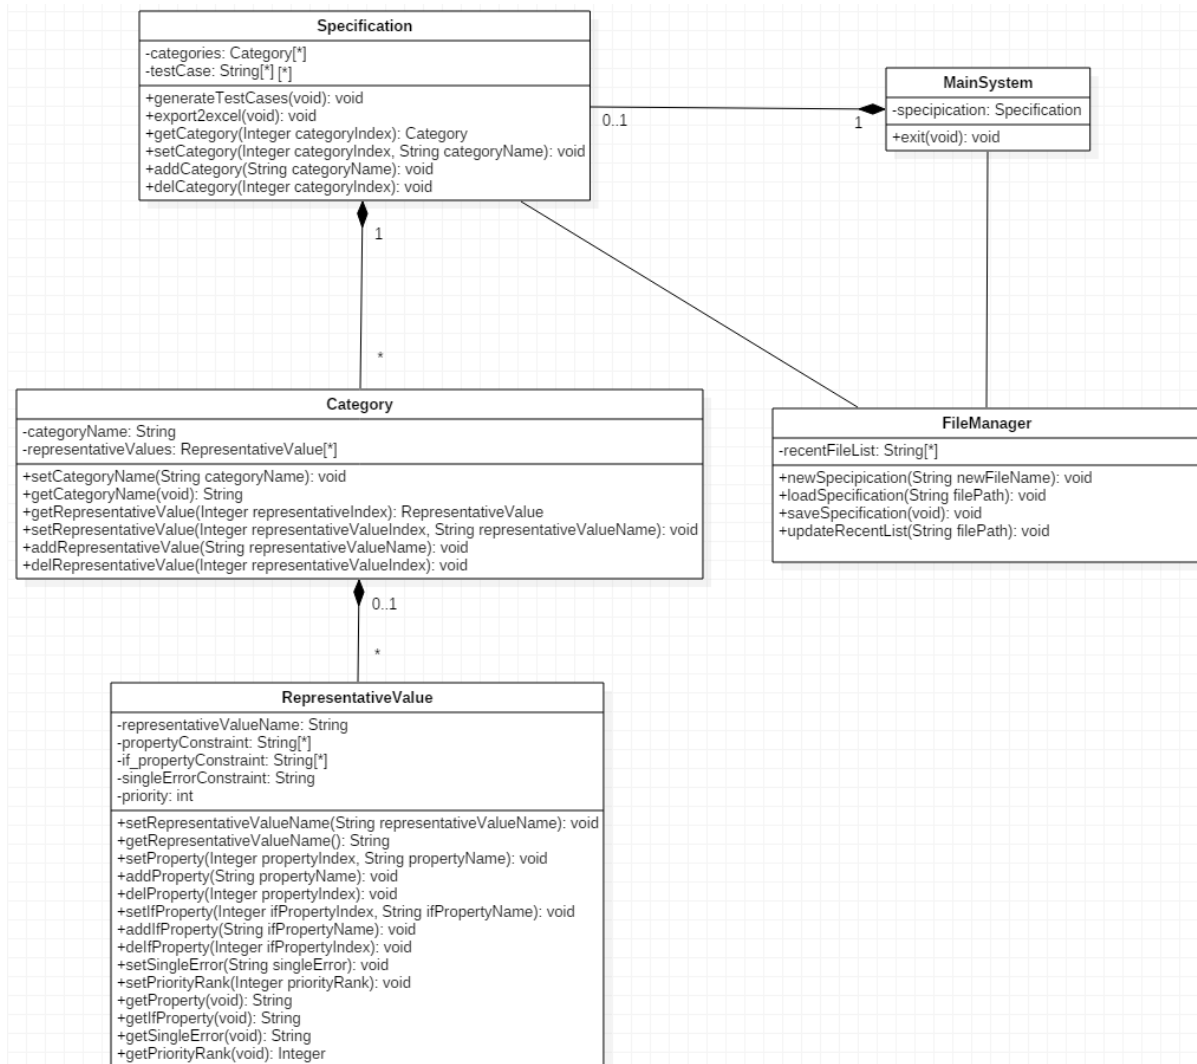 Specification
-categories: Category[*]
-testCase: String[*] [*]
+generateTestCases(void): void
+export2excel(void): void
+getCategory(Integer categoryIndex): Category
+setCategory(Integer categoryIndex, String categoryName): void
+addCategory(String categoryName): void
+delCategory(Integer categoryIndex): void
MainSystem
-specipication: Specification
+exit(void): void
0..1
1
1
*
Category
-categoryName: String
-representativeValues: RepresentativeValue[*]
+setCategoryName(String categoryName): void
+getCategoryName(void): String
+getRepresentativeValue(Integer representativeIndex): RepresentativeValue
+setRepresentativeValue(Integer representativeValueIndex, String representativeValueName): void
+addRepresentativeValue(String representativeValueName): void
+delRepresentativeValue(Integer representativeValueIndex): void
FileManager
-recentFileList: String[*]
+newSpecipication(String newFileName): void
+loadSpecification(String filePath): void
+saveSpecification(void): void
+updateRecentList(String filePath): void
0..1
*
RepresentativeValue
-representativeValueName: String
-propertyConstraint: String[*]
-if_propertyConstraint: String[*]
-singleErrorConstraint: String
-priority: int
+setRepresentativeValueName(String representativeValueName): void
+getRepresentativeValueName(): String
+setProperty(Integer propertyIndex, String propertyName): void
+addProperty(String propertyName): void
+delProperty(Integer propertyIndex): void
+setIfProperty(Integer ifPropertyIndex, String ifPropertyName): void
+addIfProperty(String ifPropertyName): void
+delfProperty(Integer ifPropertyIndex): void
+setSingleError(String singleError): void
+setPriorityRank(Integer priorityRank): void
+getProperty(void): String
+getIfProperty(void): String
+getSingleError(void): String
+getPriorityRank(void): Integer